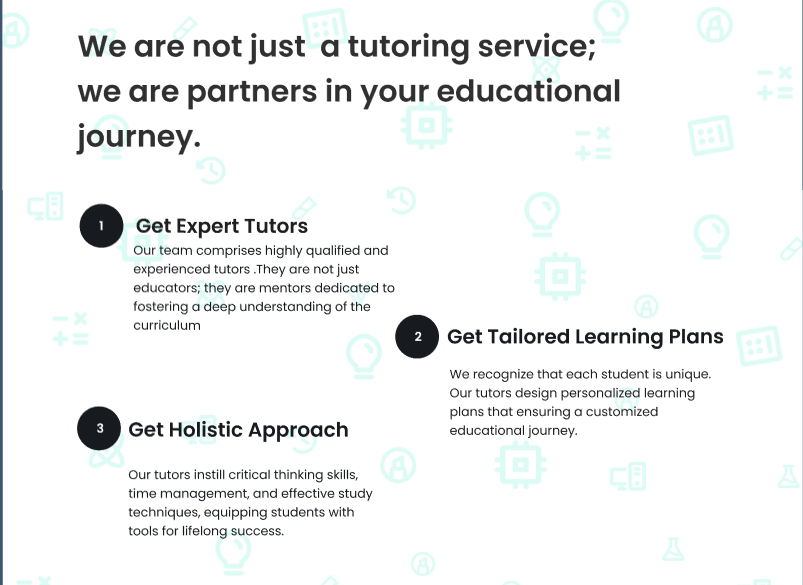 We are not just  a tutoring service;
we are partners in your educational
journey.
1
Get Expert Tutors
Our team comprises highly qualified and
experienced tutors .They are not just
educators; they are mentors dedicated to
fostering a deep understanding of the
curriculum
2
Get Tailored Learning Plans
We recognize that each student is unique.
Our tutors design personalized learning
plans that ensuring a customized
educational journey.
3
Get Holistic Approach
Our tutors instill critical thinking skills,
time management, and effective study
techniques, equipping students with
tools for lifelong success.